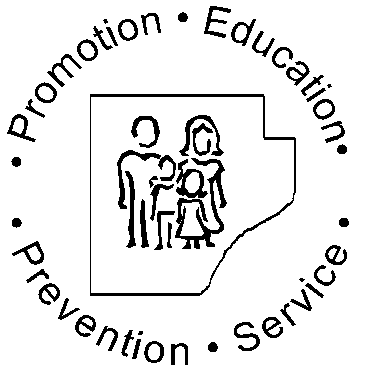 • Promotion • Education •
• Prevention • Service •